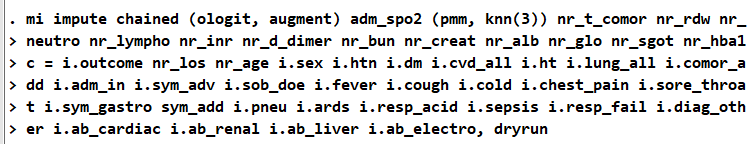 . mi impute chained (ologit, augment) adm_spo2 (pmm, knn(3)) nr_t_comor nr_rdw nr_
> neutro nr_lympho nr_inr nr_d_dimer nr_bun nr_creat nr_alb nr_glo nr_sgot nr_hba1
> c = i.outcome nr_los nr_age i.sex i.htn i.dm i.cvd_all i.ht i.lung_all i.comor_a
> dd i.adm_in i.sym_adv i.sob_doe i.fever i.cough i.cold i.chest_pain i.sore_throa
> t i.sym_gastro sym_add i.pneu i.ards i.resp_acid i.sepsis i.resp_fail i.diag_oth
> er i.ab_cardiac i.ab_renal i.ab_liver i.ab_electro, dryrun